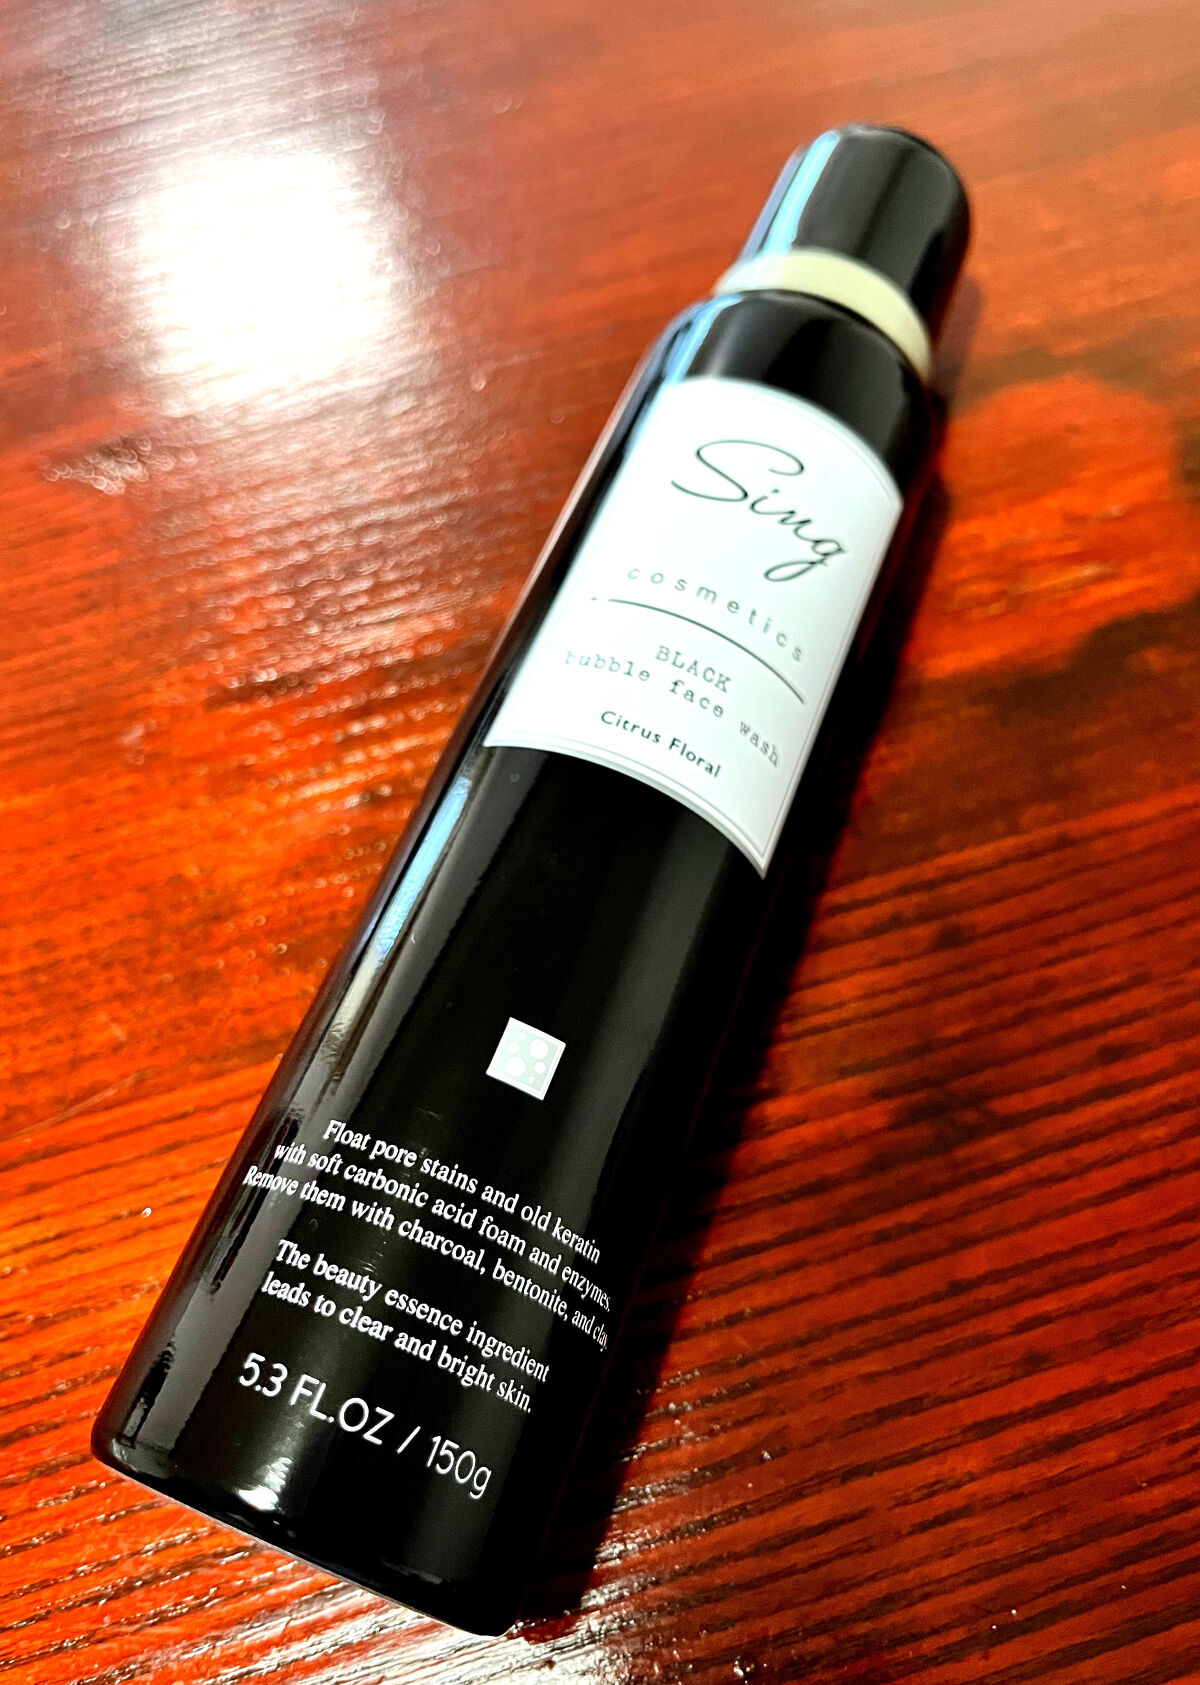 Sing
cosmetics
BLACK
bubble face wash
Citrus Floral
Float pore stains and old keratin
with soft carbonic acid foam and enzymes.
Remove them with charcoal, bentonite, and clay.
The beauty essence ingredient
leads to clear and bright skin.
5.3 FL.OZ / 150g